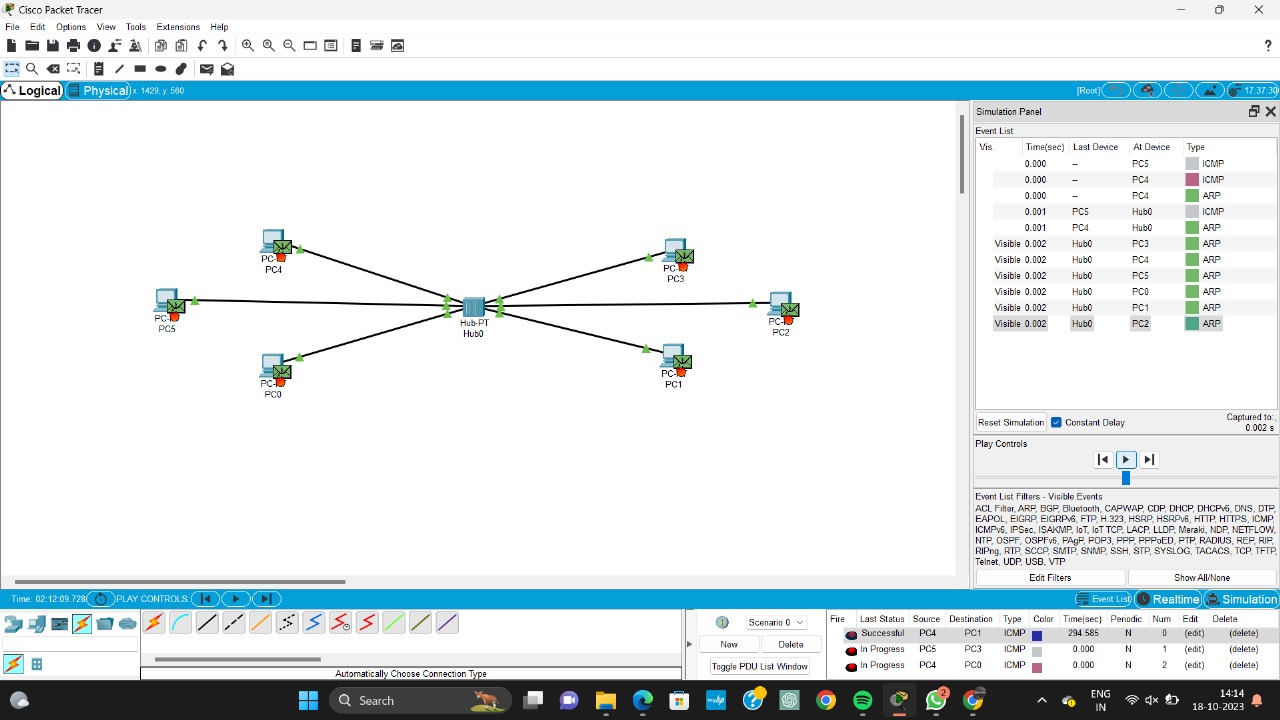 Cisco Packet Tracer
File Edit Options View Tools Extensions Help
?
Logical Physical x: 1429, y: 560 [Root] 17:37:30
Simulation Panel
Event List
Vis. Time(sec) Last Device At Device Type
0.000 -- PC5 ICMP
0.000 -- PC4 ICMP
0.000 -- PC4 ARP
0.001 PC5 Hub0 ICMP
0.001 PC4 Hub0 ARP
Visible 0.002 Hub0 PC3 ARP
Visible 0.002 Hub0 PC4 ARP
Visible 0.002 Hub0 PC5 ARP
Visible 0.002 Hub0 PC0 ARP
Visible 0.002 Hub0 PC1 ARP
Visible 0.002 Hub0 PC2 ARP
Reset Simulation Constant Delay Captured to:
0.002 s
Play Controls
Event List Filters - Visible Events
ACL Filter, ARP, BGP, Bluetooth, CAPWAP, CDP, DHCP, DHCPv6, DNS, DTP,
EAPOL, EIGRP, EIGRPv6, FTP, H.323, HSRP, HSRPv6, HTTP, HTTPS, ICMP,
ICMPv6, IPSec, ISAKMP, IoT, IoT TCP, LACP, LLDP, Meraki, NDP, NETFLOW,
NTP, OSPF, OSPFv6, PAgP, POP3, PPP, PPPoED, PTP, RADIUS, REP, RIP,
RIPng, RTP, SCCP, SMTP, SNMP, SSH, STP, SYSLOG, TACACS, TCP, TFTP,
Telnet, UDP, USB, VTP
Edit Filters Show All/None
PC4
PC3
PC5
Hub-PT
Hub0
PC2
PC0
PC1
Time: 02:12:09.728 PLAY CONTROLS: Event List Realtime Simulation
Automatically Choose Connection Type
Scenario 0
New Delete
Toggle PDU List Window
Fire Last Status Source Destination Type Color Time(sec) Periodic Num Edit Delete
Successful PC4 PC1 ICMP 294.585 N 0 (edit) (delete)
In Progress PC5 PC3 ICMP 0.000 N 1 (edit) (delete)
In Progress PC4 PC0 ICMP 0.000 N 2 (edit) (delete)
Search
2
ENG
IN
14:14
18-10-2023